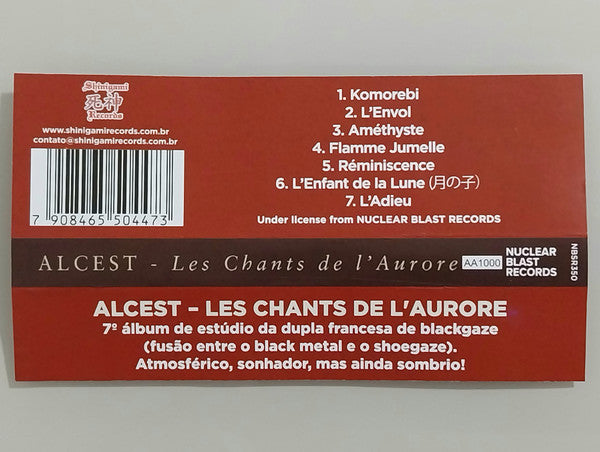 Shinigami
死神
Records
www.shinigamirecords.com.br
contato@shinigamirecords.com.br
7 908465 504473
1. Komorebi
2. L'Envol
3. Améthyste
4. Flamme Jumelle
5. Réminiscence
6. L'Enfant de la Lune (月の子)
7. L'Adieu
Under license from NUCLEAR BLAST RECORDS
ALCEST - Les Chants de l'Aurore
AA1000
NUCLEAR
BLAST
RECORDS
NBSR350
ALCEST – LES CHANTS DE L'AURORE
7º álbum de estúdio da dupla francesa de blackgaze
(fusão entre o black metal e o shoegaze).
Atmosférico, sonhador, mas ainda sombrio!